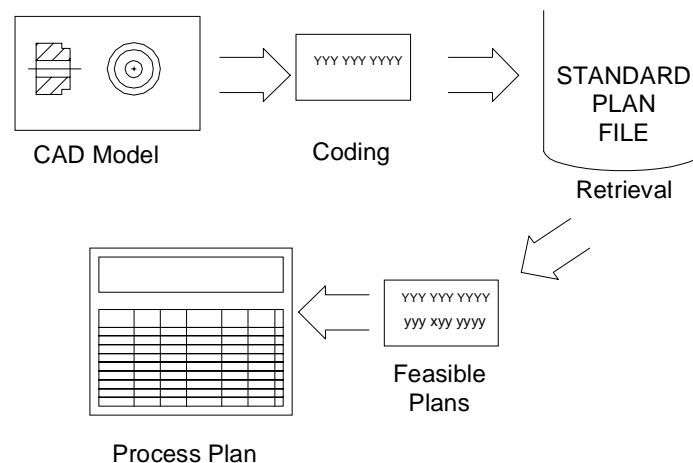 YYY YYY YYYY
STANDARD
PLAN
FILE
CAD Model
Coding
Retrieval
YYY YYY YYYY
yyy xyy yyyy
Feasible
Plans
Process Plan